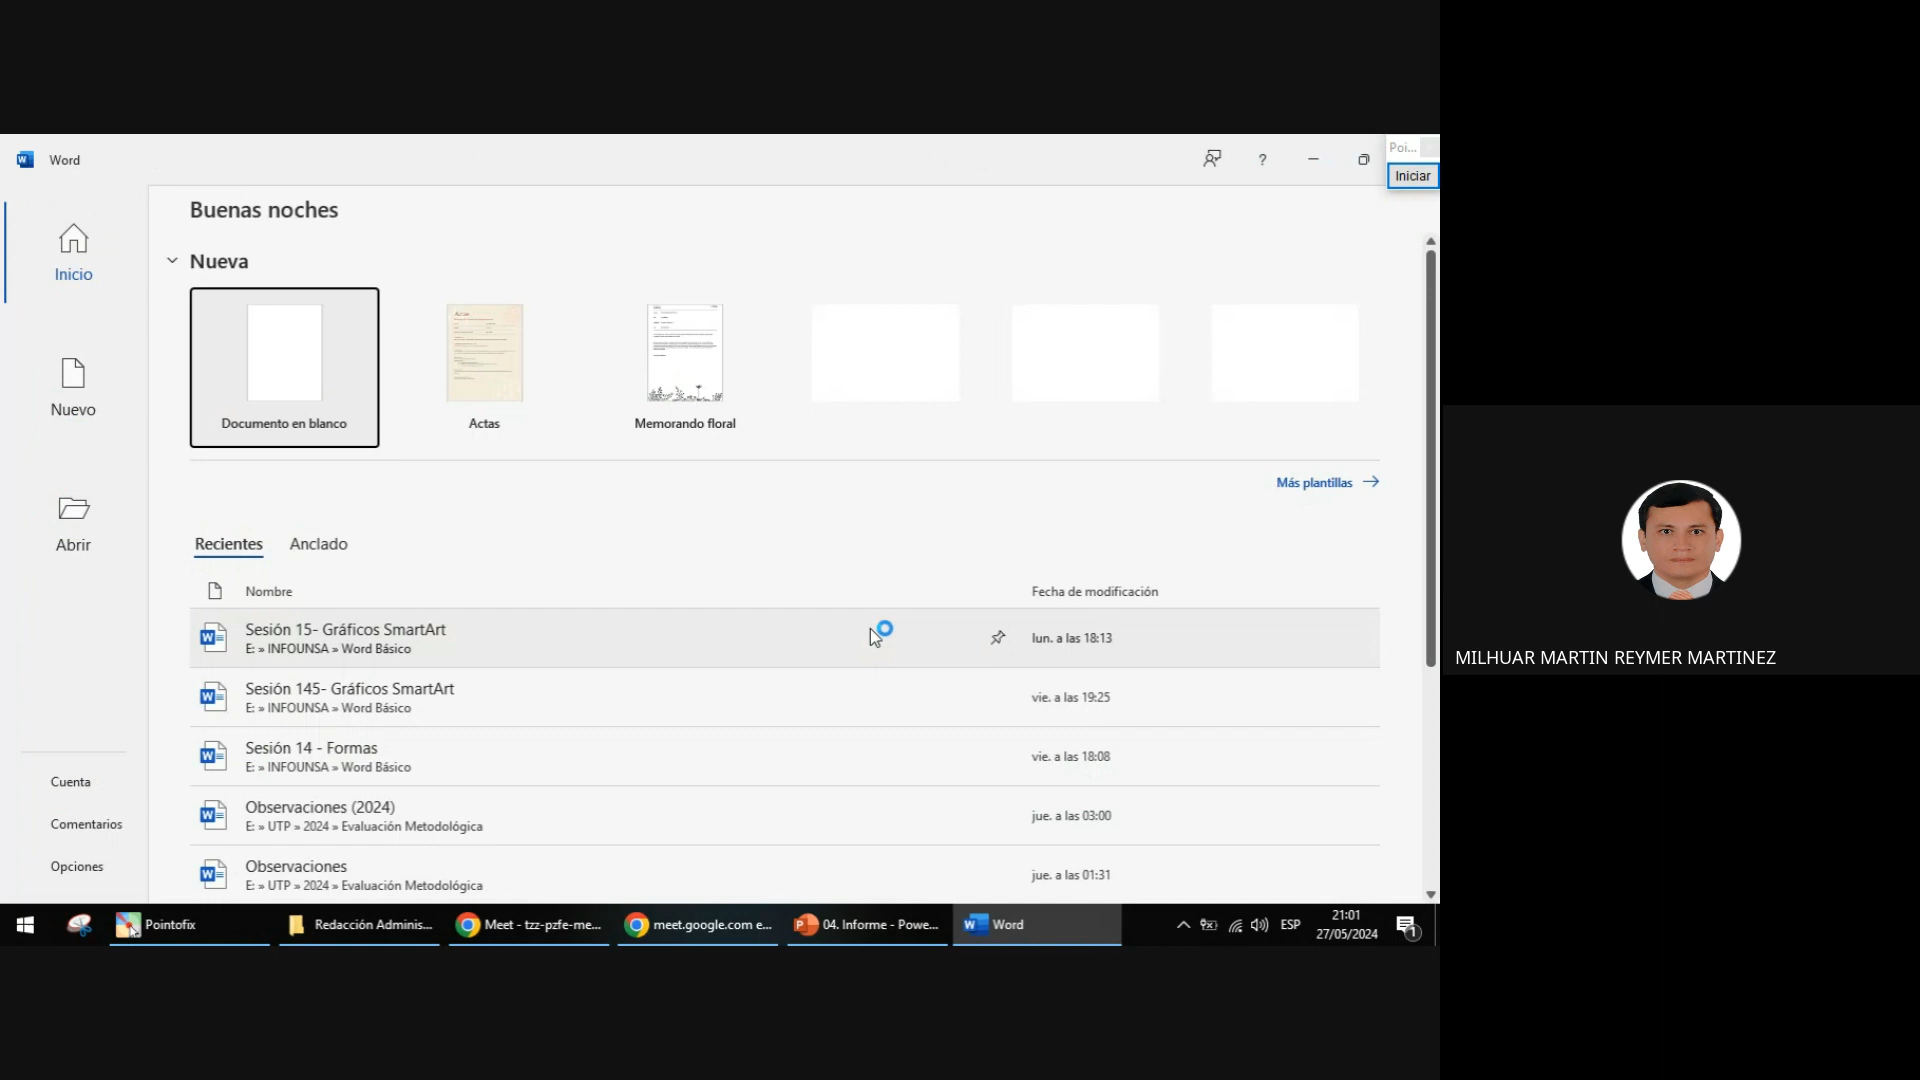 Word
?
Poi...
Iniciar
Buenas noches
Nueva
Inicio
Nuevo
Abrir
Documento en blanco
Actas
Memorando floral
Más plantillas
Recientes
Anclado
Nombre
Fecha de modificación
Sesión 15- Gráficos SmartArt
E: » INFOUNSA » Word Básico
lun. a las 18:13
Sesión 145- Gráficos SmartArt
E: » INFOUNSA » Word Básico
vie. a las 19:25
Sesión 14 - Formas
E: » INFOUNSA » Word Básico
vie. a las 18:08
Observaciones (2024)
E: » UTP » 2024 » Evaluación Metodológica
jue. a las 03:00
Observaciones
E: » UTP » 2024 » Evaluación Metodológica
jue. a las 01:31
Cuenta
Comentarios
Opciones
MILHUAR MARTIN REYMER MARTINEZ
Pointofix
Redacción Adminis...
Meet - tzz-pzfe-me...
meet.google.com e...
04. Informe - Powe...
Word
ESP
21:01
27/05/2024
1